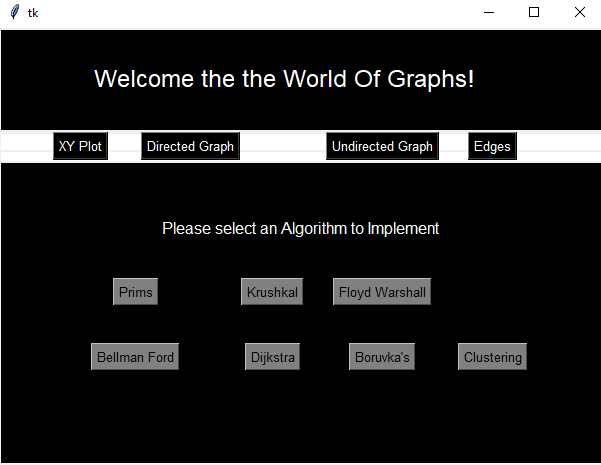 tk
Welcome the the World Of Graphs!
XY Plot Directed Graph Undirected Graph Edges
Please select an Algorithm to Implement
Prims Krushkal Floyd Warshall
Bellman Ford Dijkstra Boruvka's Clustering